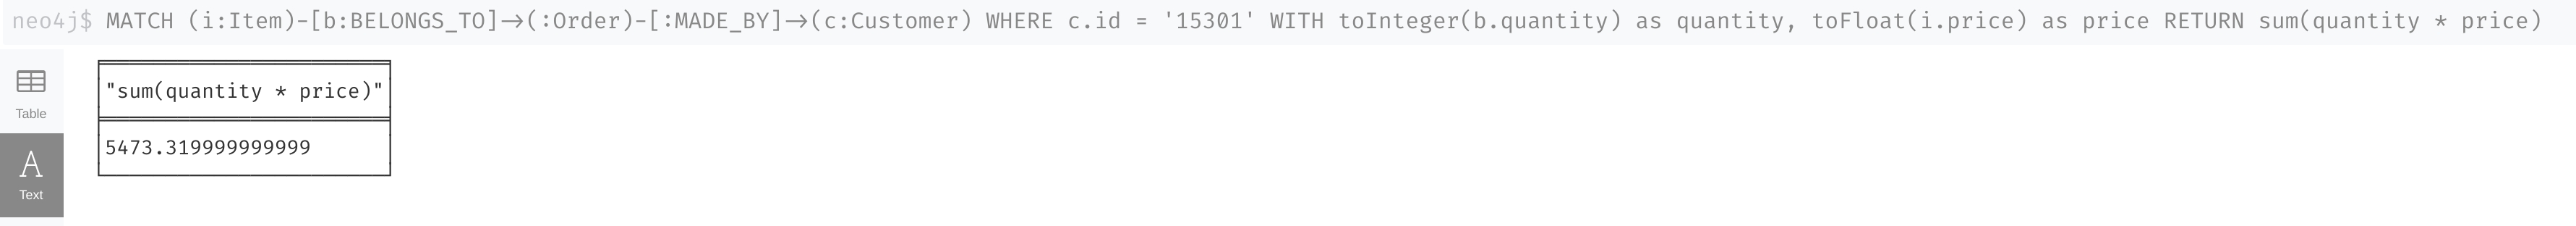 neo4j$ MATCH (i:Item)-[b:BELONGS_TO]->(:Order)-[:MADE_BY]->(c:Customer) WHERE c.id = '15301' WITH toInteger(b.quantity) as quantity, toFloat(i.price) as price RETURN sum(quantity * price)
"sum(quantity * price)"
Table
5473.319999999999
Text